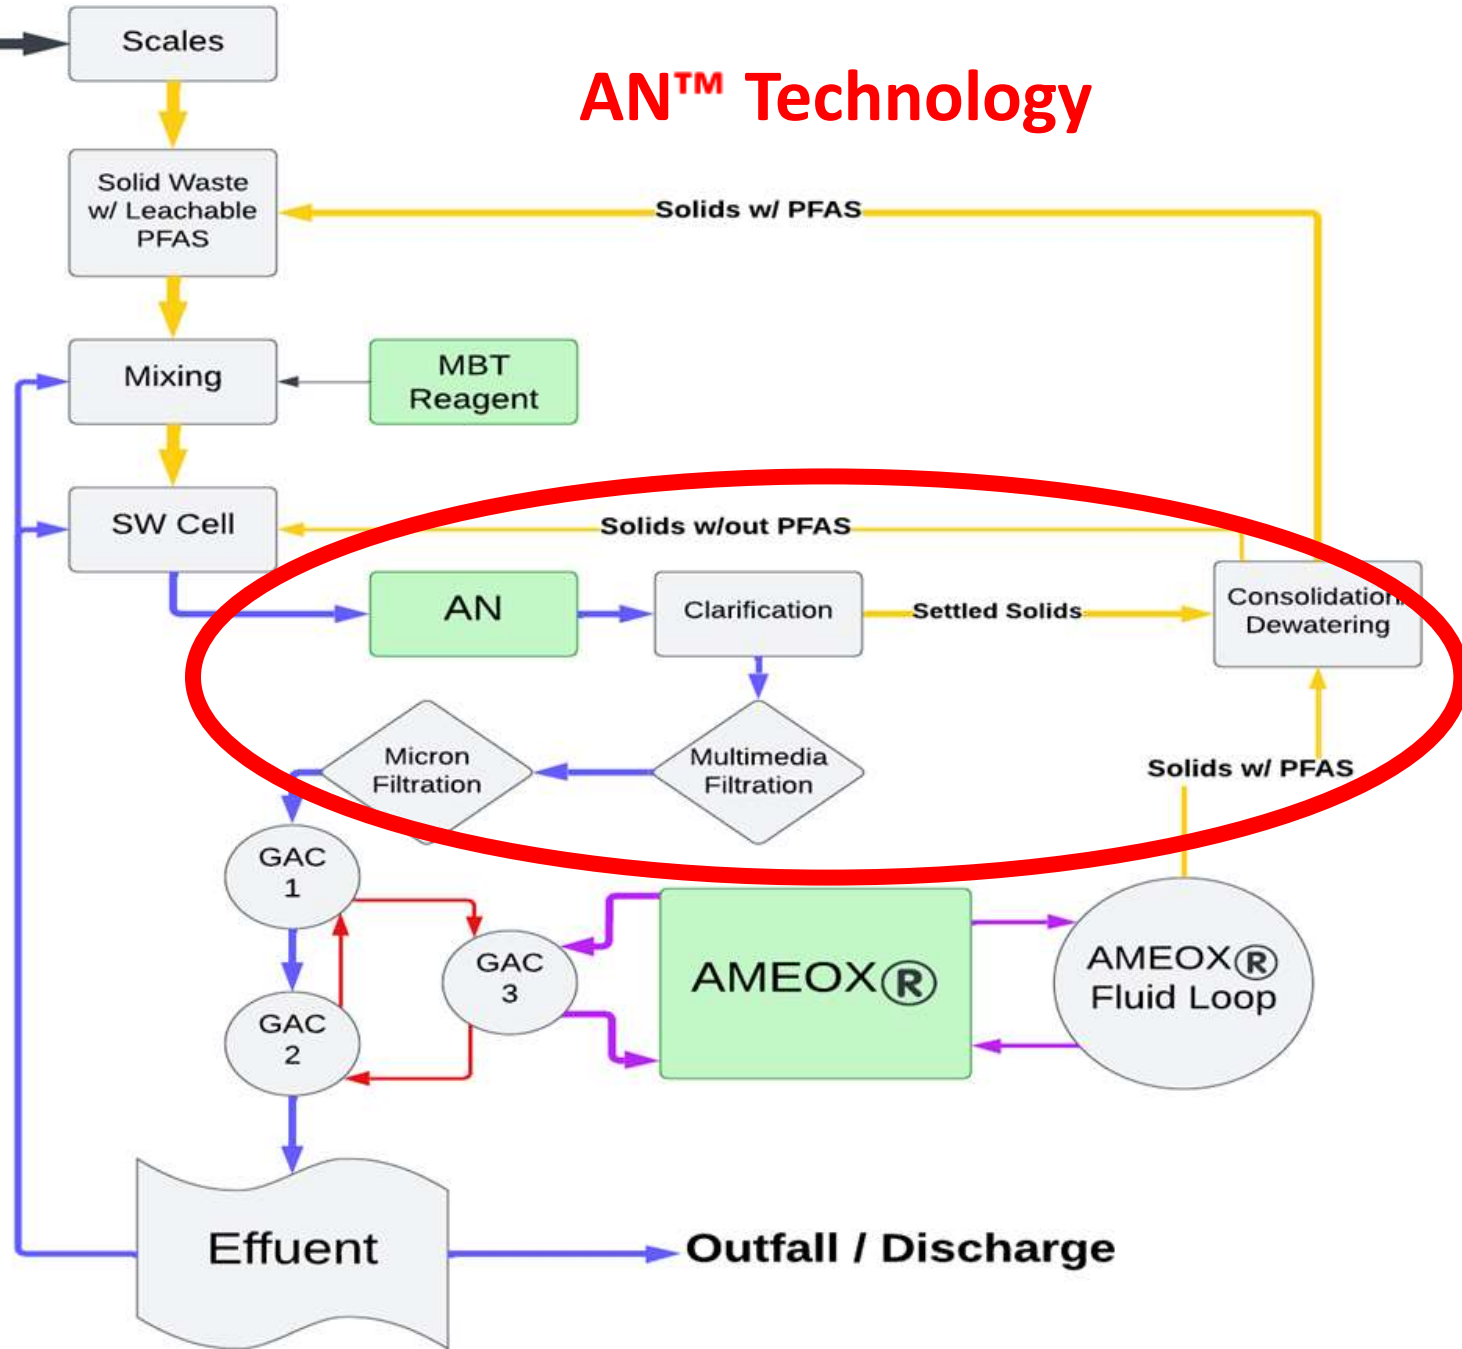 Scales
AN™ Technology
Solid Waste
w/ Leachable
PFAS
Solids w/ PFAS
Mixing
MBT
Reagent
SW Cell
Solids w/out PFAS
AN
Clarification
Settled Solids
Consolidation/
Dewatering
Micron
Filtration
Multimedia
Filtration
Solids w/ PFAS
GAC
1
GAC
2
GAC
3
AMEOX®
AMEOX®
Fluid Loop
Effuent
Outfall / Discharge